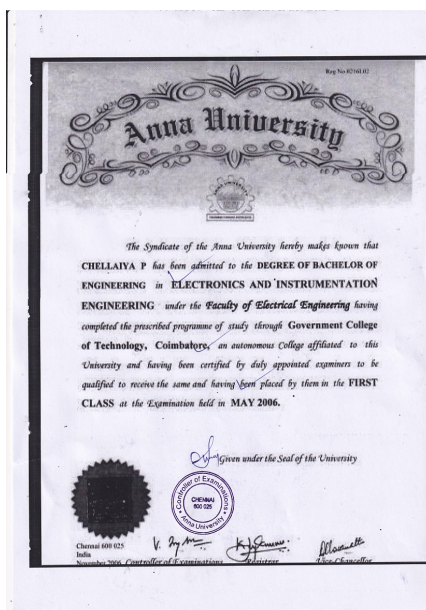 Reg No.0216L02
Anna University
The Syndicate of the Anna University hereby makes known that
CHELLAIYA P has been admitted to the DEGREE OF BACHELOR OF
ENGINEERING in ELECTRONICS AND INSTRUMENTATION
ENGINEERING under the Faculty of Electrical Engineering having
completed the prescribed programme of study through Government College
of Technology, Coimbatore, an autonomous College affiliated to this
University and having been certified by duly appointed examiners to be
qualified to receive the same and having been placed by them in the FIRST
CLASS at the Examination held in MAY 2006.
Given under the Seal of the University
Controller of Examinations
CHENNAI
600 025
Anna University
Chennai 600 025
India
November 2006 Controller of Examinations Registrar Vice-Chancellor